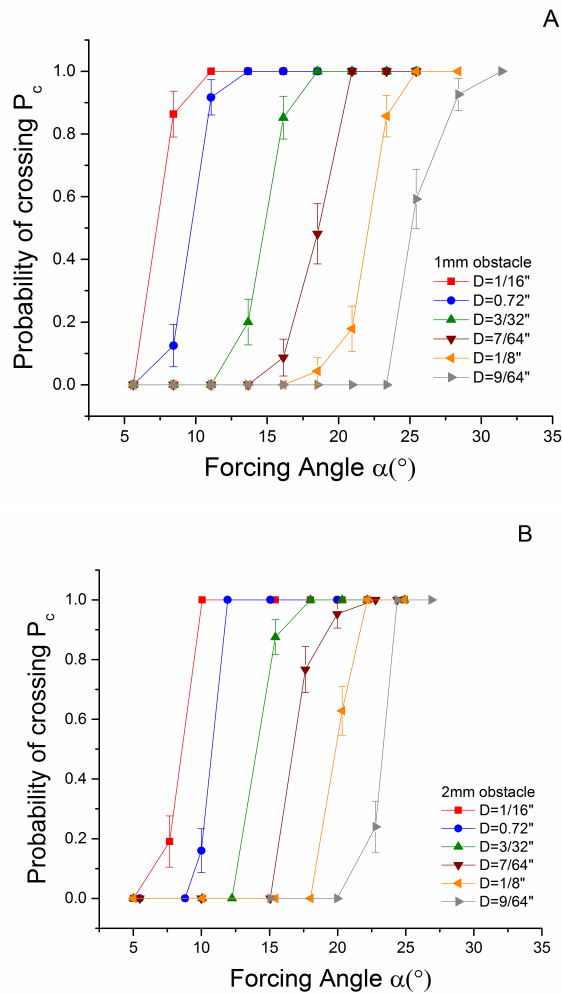 A
Probability of crossing Pc
1.0
0.8
0.6
0.4
0.2
0.0
1mm obstacle
D=1/16"
D=0.72"
D=3/32"
D=7/64"
D=1/8"
D=9/64"
5 10 15 20 25 30 35
Forcing Angle α(°)
B
Probability of crossing Pc
1.0
0.8
0.6
0.4
0.2
0.0
2mm obstacle
D=1/16"
D=0.72"
D=3/32"
D=7/64"
D=1/8"
D=9/64"
5 10 15 20 25 30 35
Forcing Angle α(°)